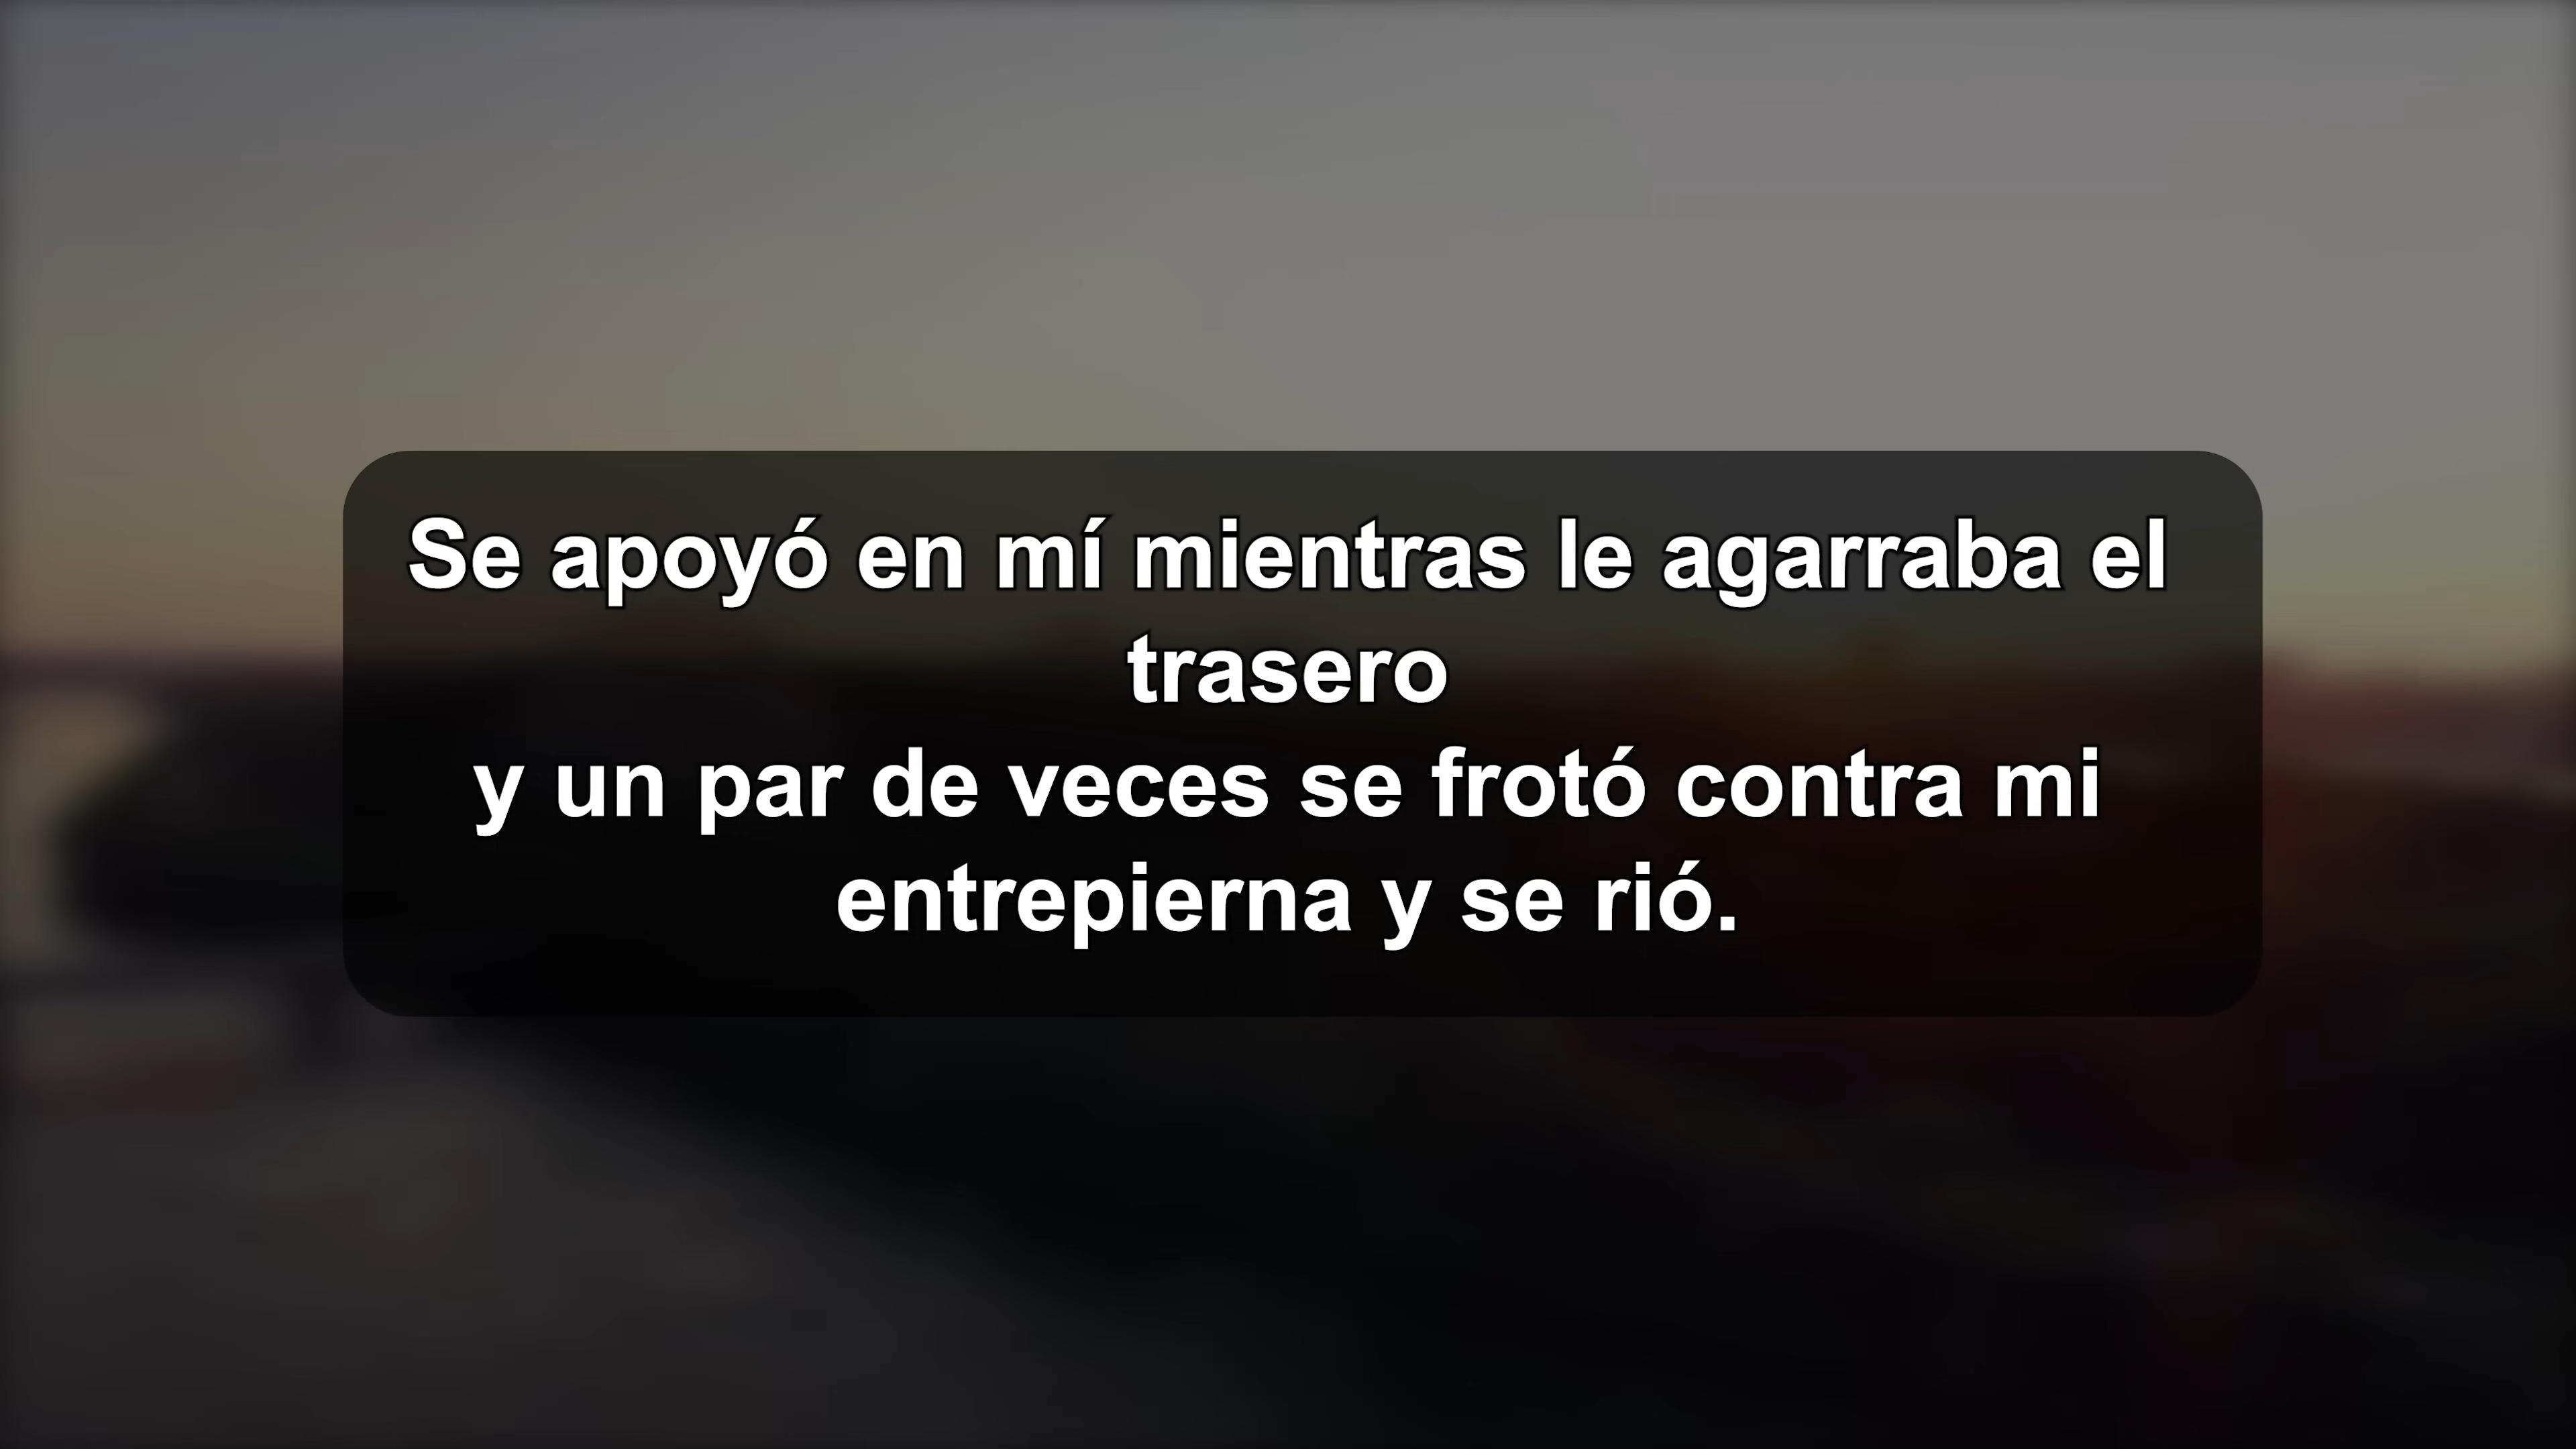 Se apoyó en mí mientras le agarraba el
trasero
y un par de veces se frotó contra mi
entrepierna y se rió.